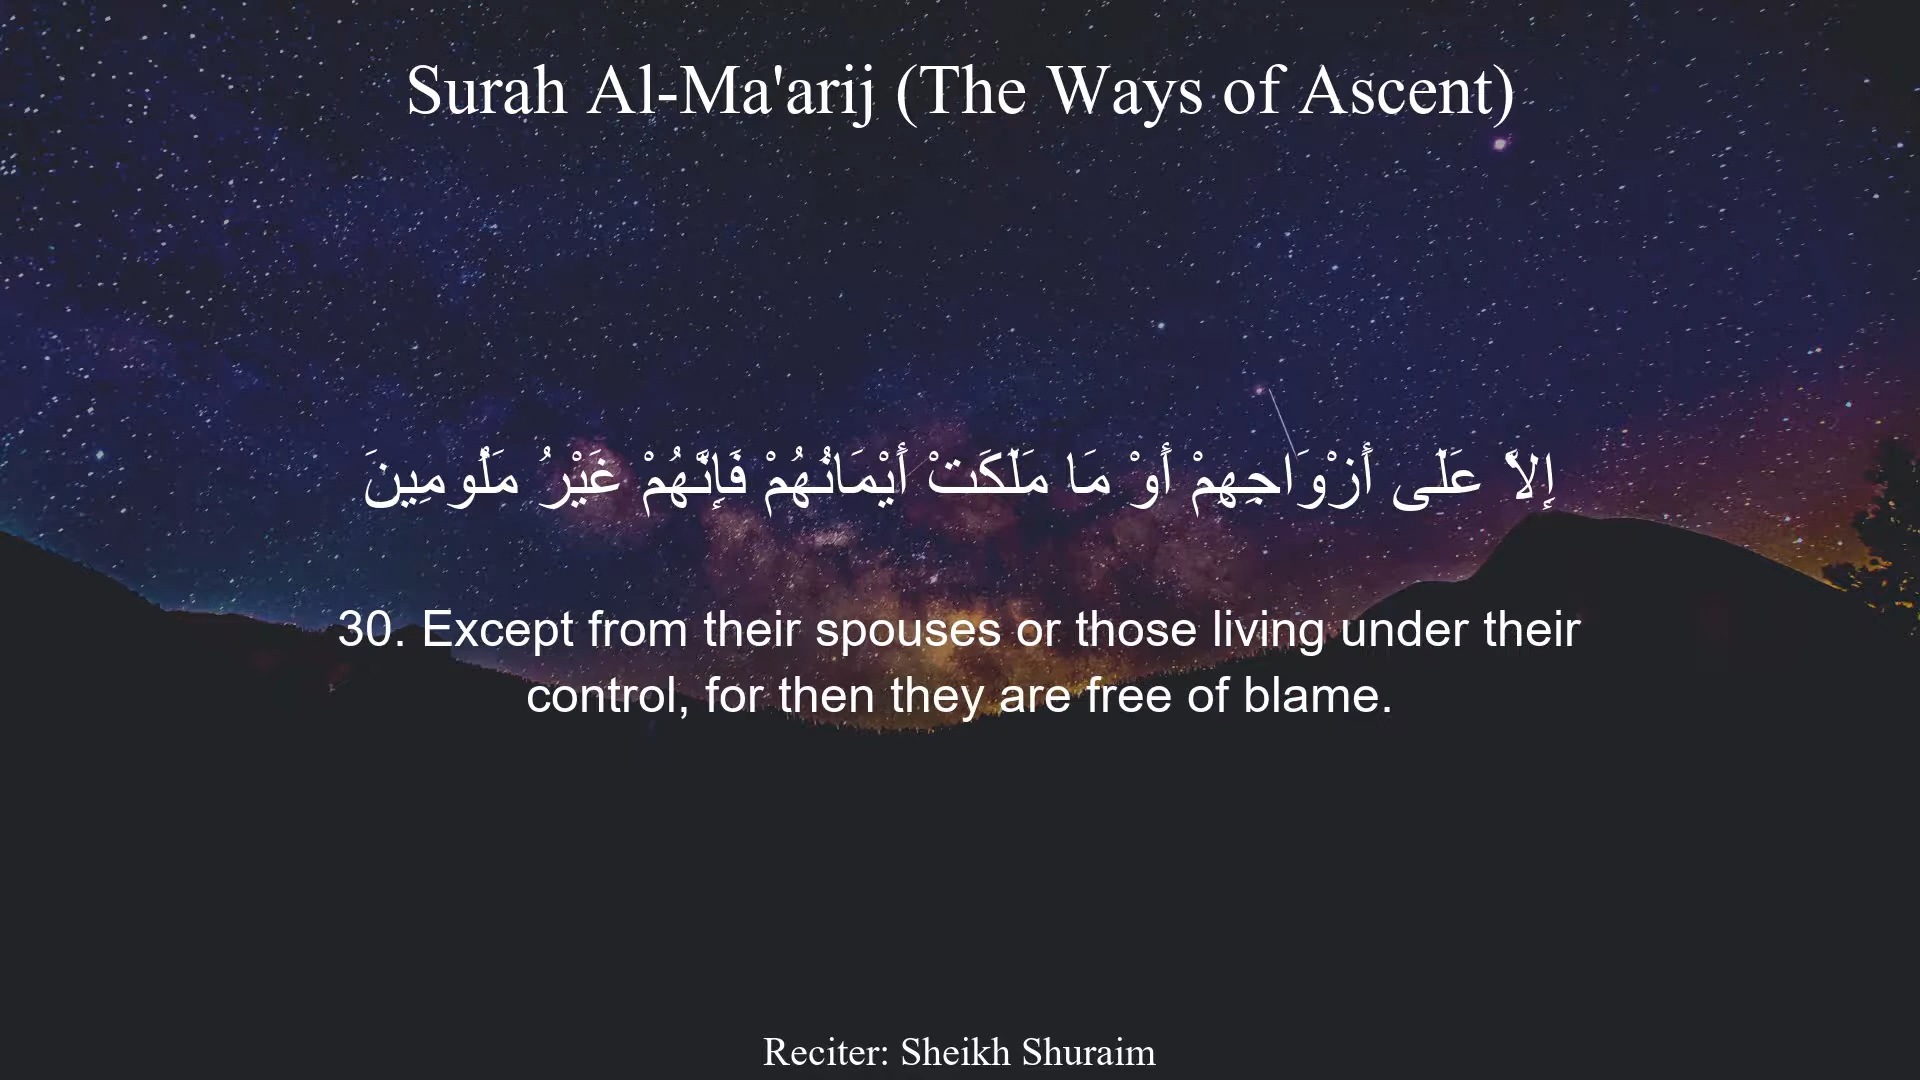 Surah Al-Ma'arij (The Ways of Ascent)
إِلاَّ عَلَى أَزْوَاجِهِمْ أَوْ مَا مَلَكَتْ أَيْمَانُهُمْ فَإِنَّهُمْ غَيْرُ مَلُومِينَ
30. Except from their spouses or those living under their
control, for then they are free of blame.
Reciter: Sheikh Shuraim